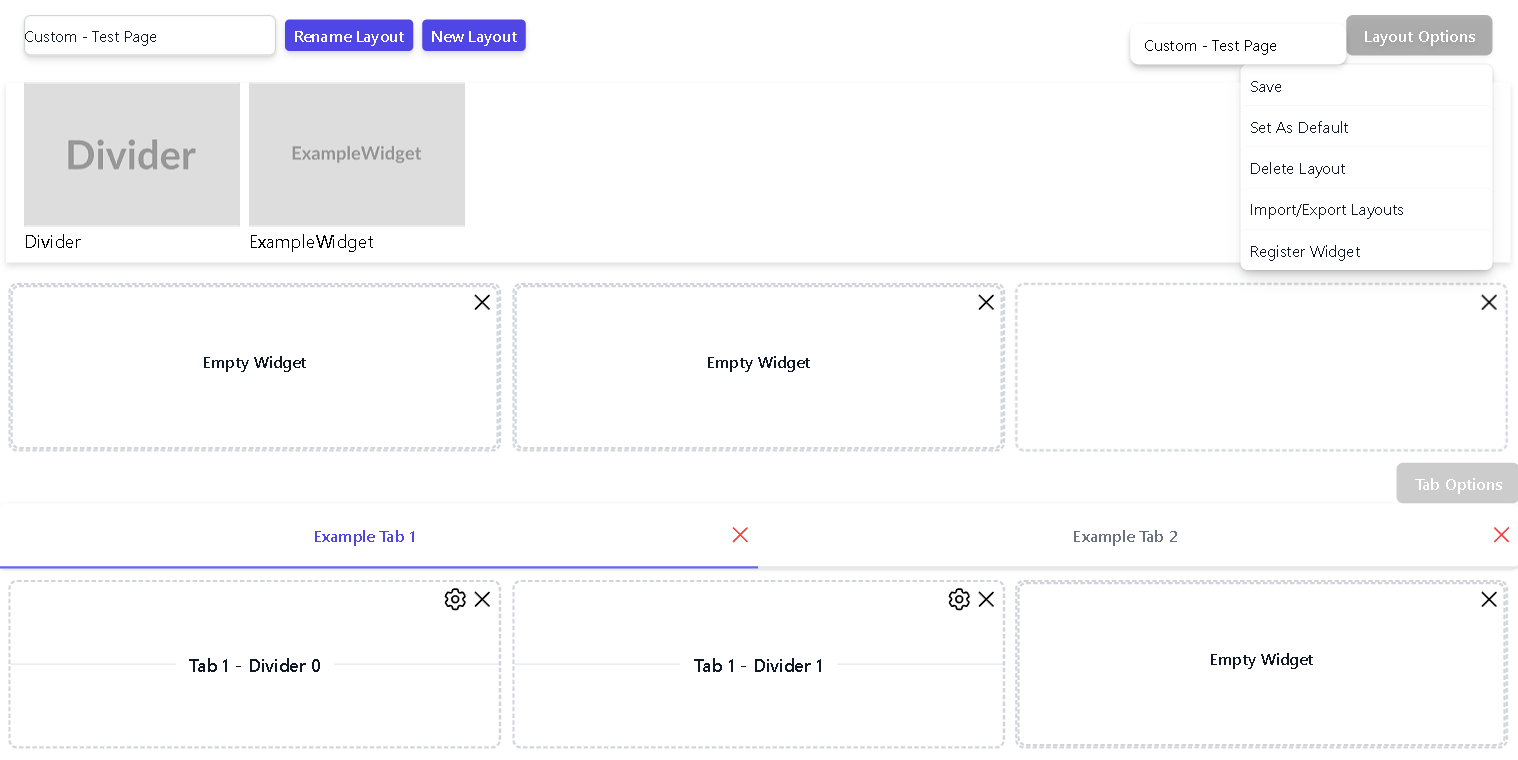 Custom - Test Page
Rename Layout
New Layout
Custom - Test Page
Layout Options
Save
Set As Default
Delete Layout
Import/Export Layouts
Register Widget
Divider
ExampleWidget
Divider
ExampleWidget
Empty Widget
Empty Widget
Tab Options
Example Tab 1
Example Tab 2
Tab 1 - Divider 0
Tab 1 - Divider 1
Empty Widget